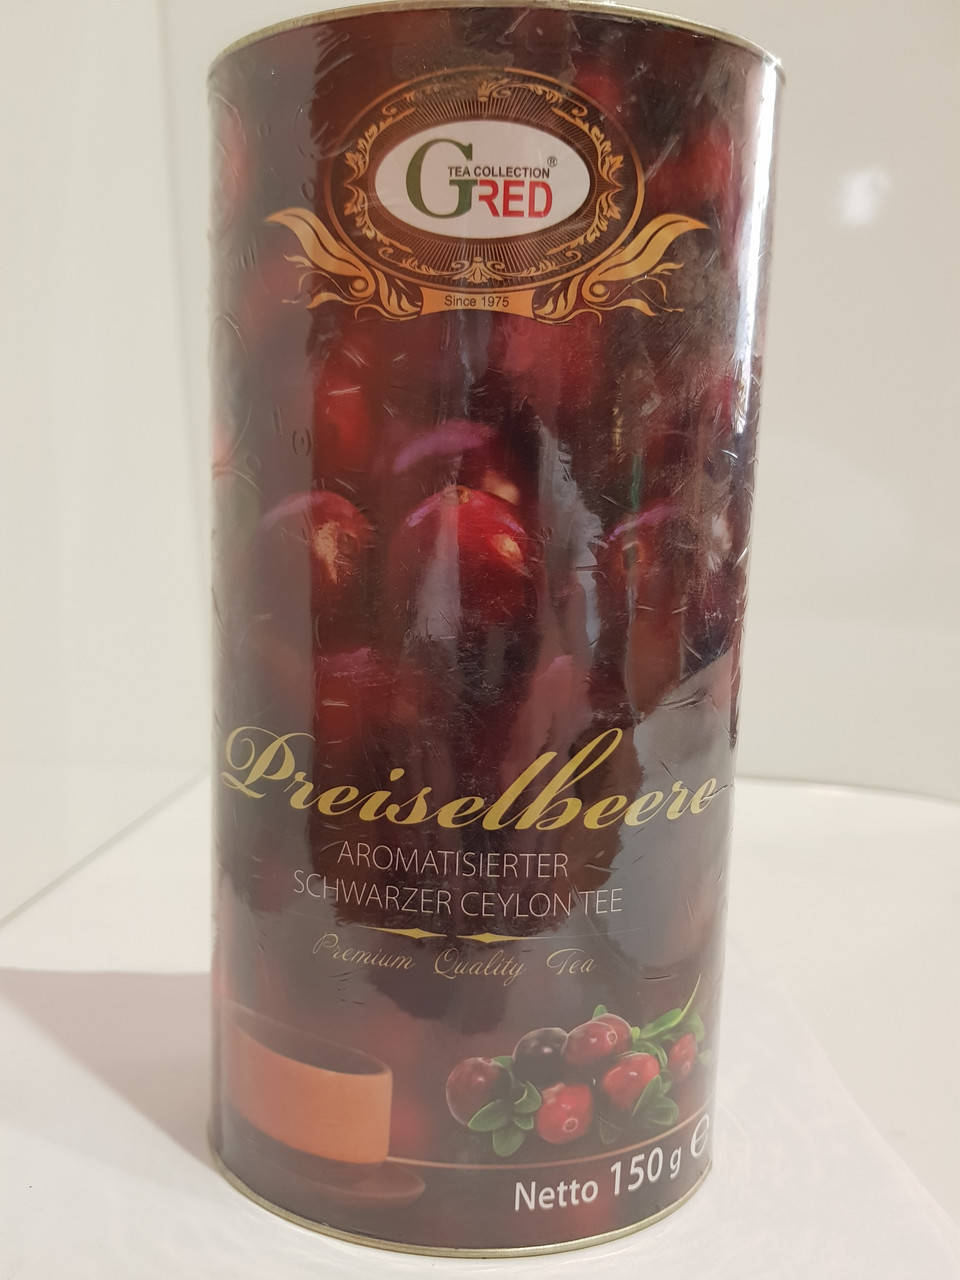 TEA COLLECTION®
GRED
Since 1975
Preiselbeere
AROMATISIERTER
SCHWARZER CEYLON TEE
Premium Quality Tea
Netto 150 g ℮